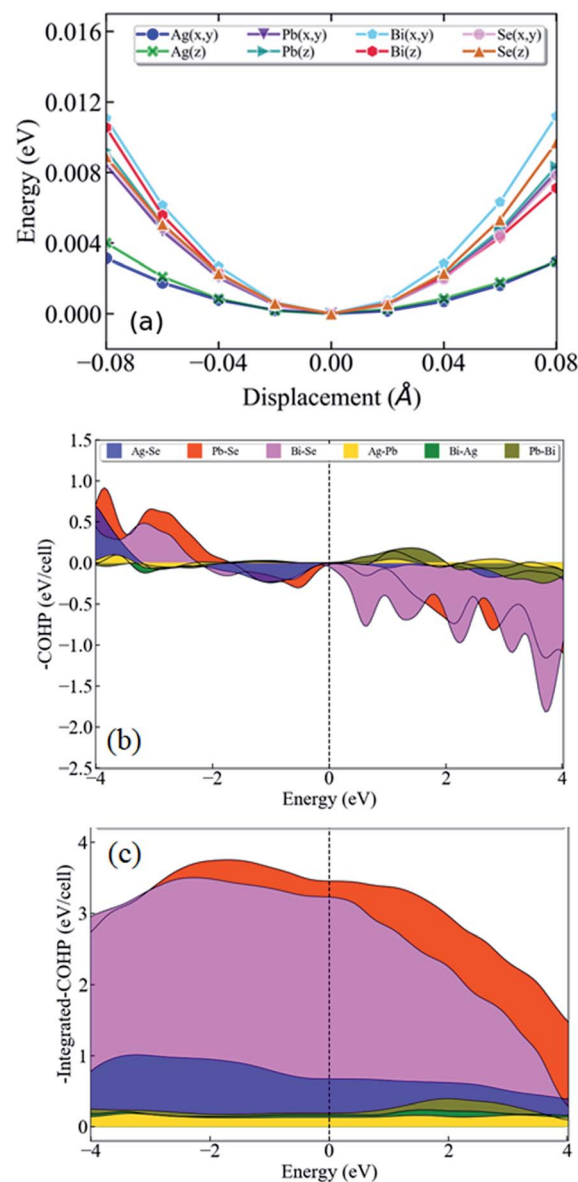 Ag(x,y) Pb(x,y) Bi(x,y) Se(x,y)
Ag(z) Pb(z) Bi(z) Se(z)
0.016
0.012
0.008
0.004
0.000
Energy (eV)
(a)
−0.08 −0.04 0.00 0.04 0.08
Displacement (Å)
Ag-Se Pb-Se Bi-Se Ag-Pb Bi-Ag Pb-Bi
1.5
1.0
0.5
0.0
−0.5
−1.0
−1.5
−2.0
−2.5
-COHP (eV/cell)
(b)
−4 −2 0 2 4
Energy (eV)
(c)
4
3
2
1
0
-Integrated-COHP (eV/cell)
−4 −2 0 2 4
Energy (eV)